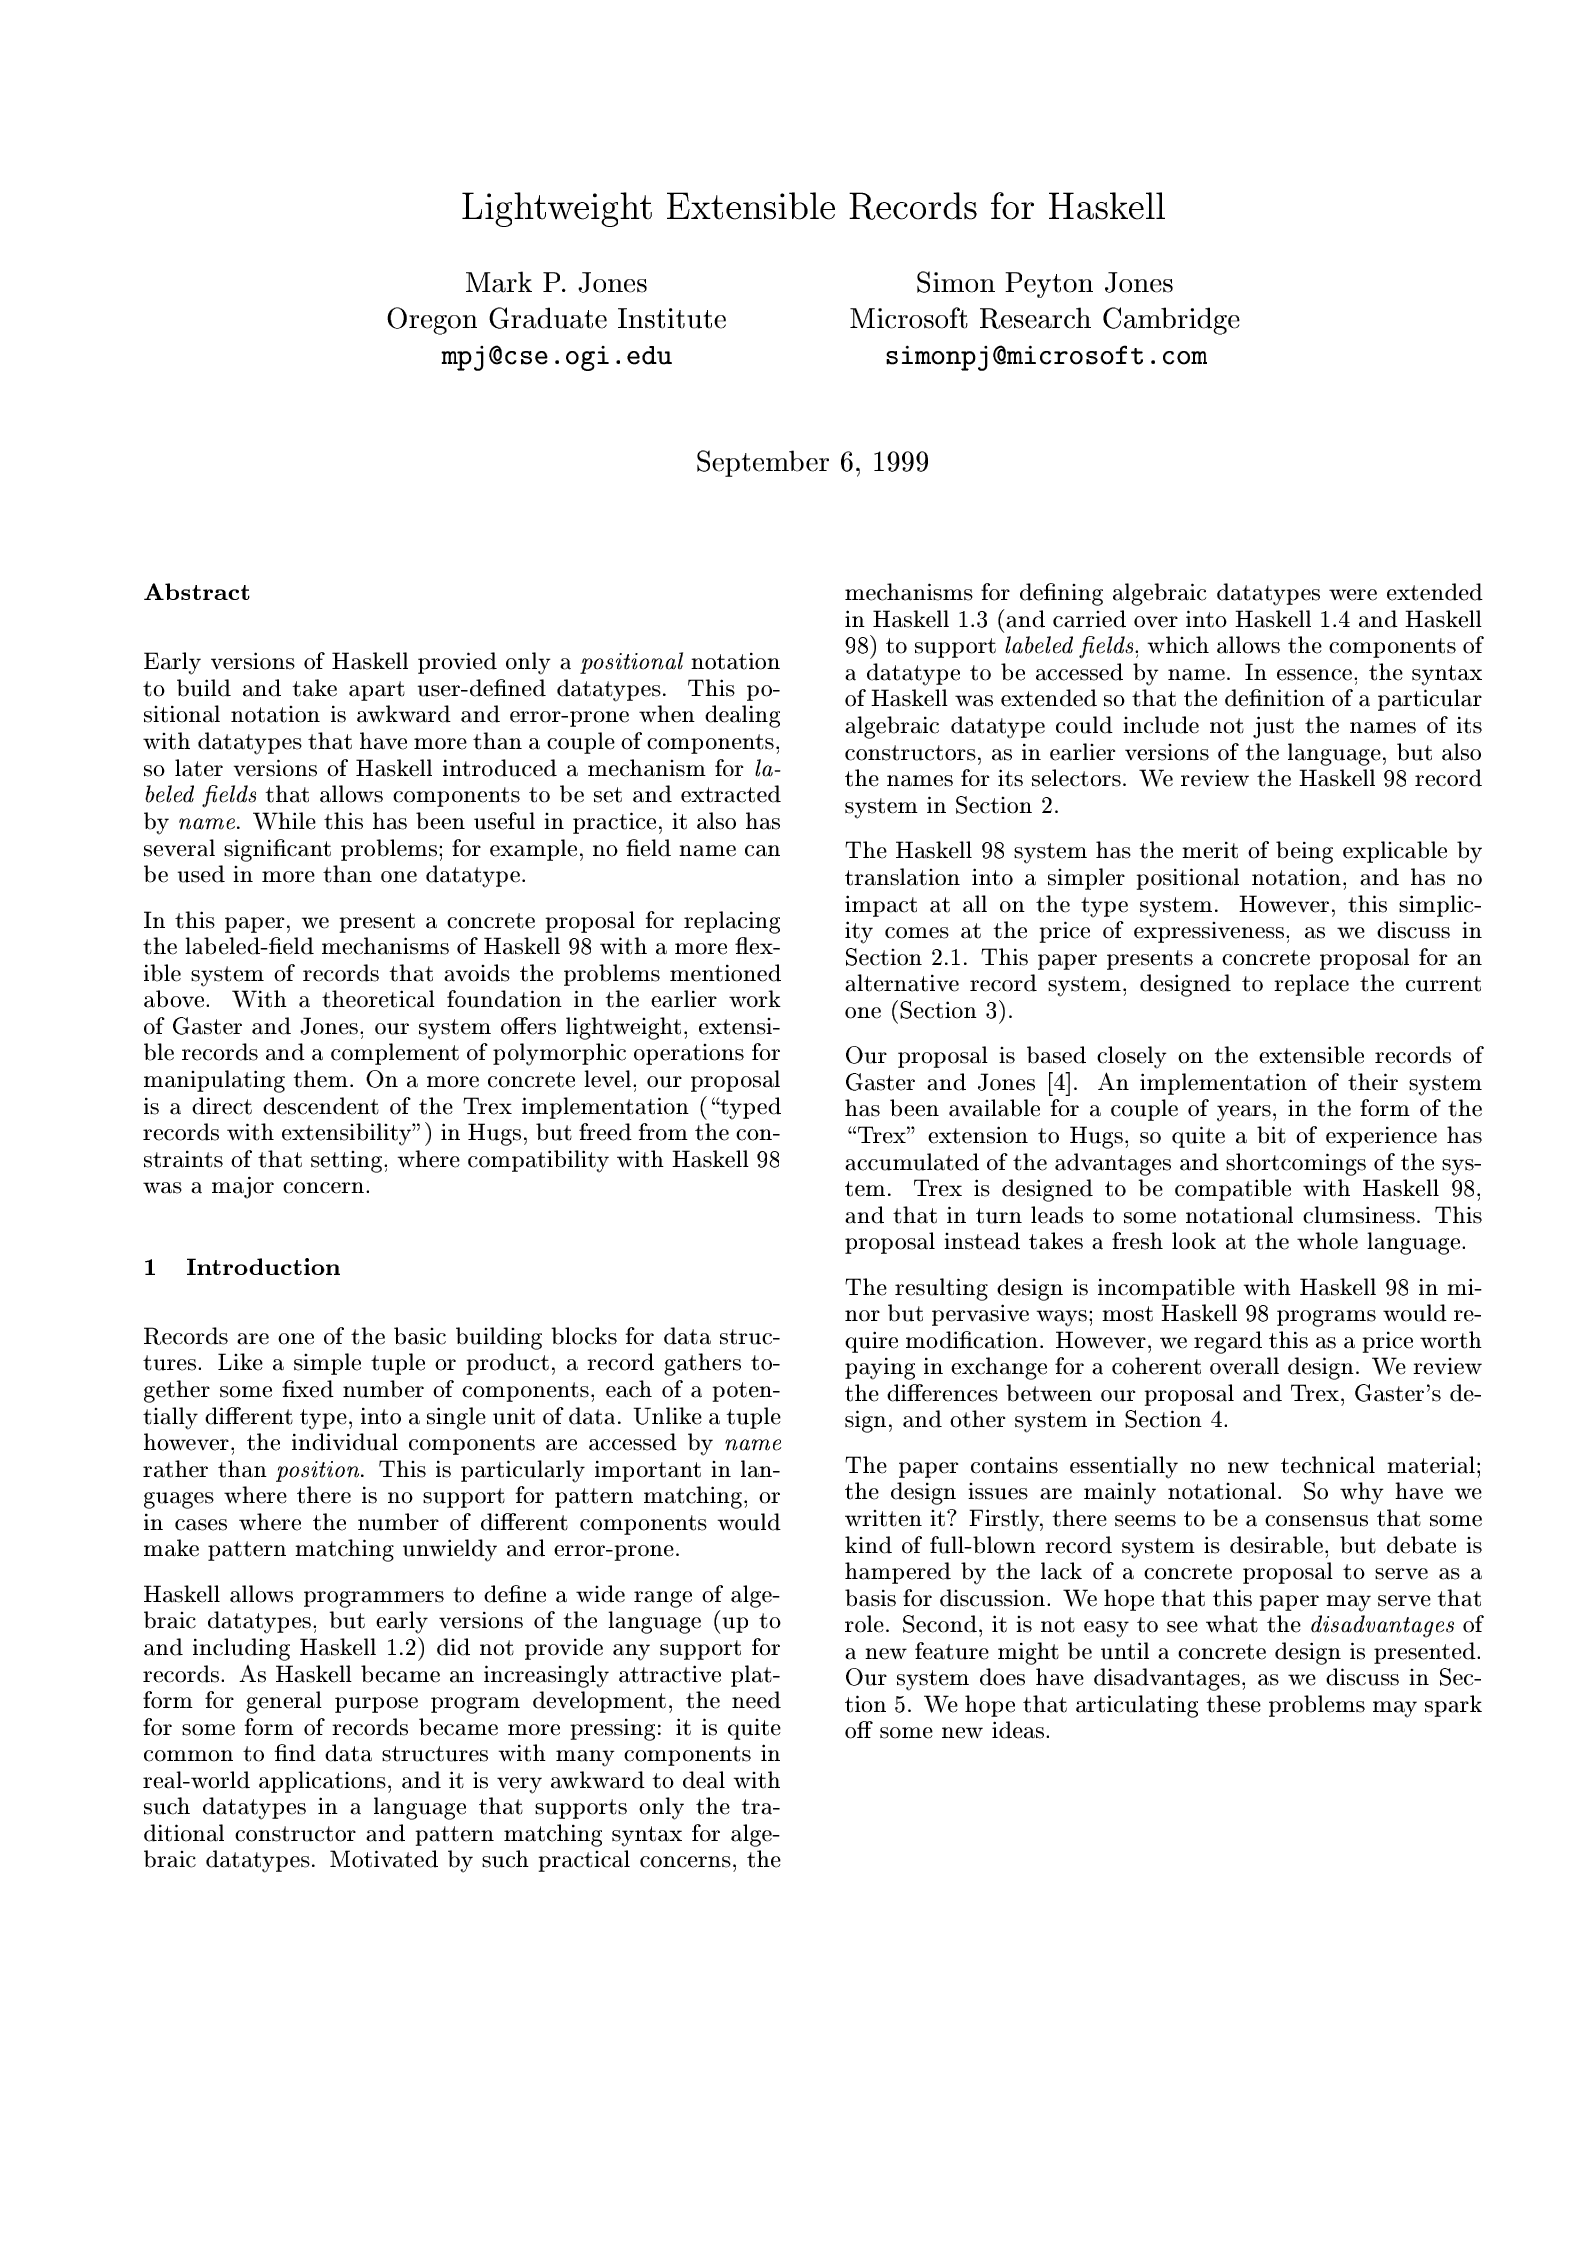 Lightweight Extensible Records for Haskell
Mark P. Jones
Oregon Graduate Institute
mpj@cse.ogi.edu
Simon Peyton Jones
Microsoft Research Cambridge
simonpj@microsoft.com
September 6, 1999
Abstract
Early versions of Haskell provied only a positional notation
to build and take apart user-defined datatypes. This po-
sitional notation is awkward and error-prone when dealing
with datatypes that have more than a couple of components,
so later versions of Haskell introduced a mechanism for la-
beled fields that allows components to be set and extracted
by name. While this has been useful in practice, it also has
several significant problems; for example, no field name can
be used in more than one datatype.
In this paper, we present a concrete proposal for replacing
the labeled-field mechanisms of Haskell 98 with a more flex-
ible system of records that avoids the problems mentioned
above. With a theoretical foundation in the earlier work
of Gaster and Jones, our system offers lightweight, extensi-
ble records and a complement of polymorphic operations for
manipulating them. On a more concrete level, our proposal
is a direct descendent of the Trex implementation (“typed
records with extensibility”) in Hugs, but freed from the con-
straints of that setting, where compatibility with Haskell 98
was a major concern.
1 Introduction
Records are one of the basic building blocks for data struc-
tures. Like a simple tuple or product, a record gathers to-
gether some fixed number of components, each of a poten-
tially different type, into a single unit of data. Unlike a tuple
however, the individual components are accessed by name
rather than position. This is particularly important in lan-
guages where there is no support for pattern matching, or
in cases where the number of different components would
make pattern matching unwieldy and error-prone.
Haskell allows programmers to define a wide range of alge-
braic datatypes, but early versions of the language (up to
and including Haskell 1.2) did not provide any support for
records. As Haskell became an increasingly attractive plat-
form for general purpose program development, the need
for some form of records became more pressing: it is quite
common to find data structures with many components in
real-world applications, and it is very awkward to deal with
such datatypes in a language that supports only the tra-
ditional constructor and pattern matching syntax for alge-
braic datatypes. Motivated by such practical concerns, the
mechanisms for defining algebraic datatypes were extended
in Haskell 1.3 (and carried over into Haskell 1.4 and Haskell
98) to support labeled fields, which allows the components of
a datatype to be accessed by name. In essence, the syntax
of Haskell was extended so that the definition of a particular
algebraic datatype could include not just the names of its
constructors, as in earlier versions of the language, but also
the names for its selectors. We review the Haskell 98 record
system in Section 2.
The Haskell 98 system has the merit of being explicable by
translation into a simpler positional notation, and has no
impact at all on the type system. However, this simplic-
ity comes at the price of expressiveness, as we discuss in
Section 2.1. This paper presents a concrete proposal for an
alternative record system, designed to replace the current
one (Section 3).
Our proposal is based closely on the extensible records of
Gaster and Jones [4]. An implementation of their system
has been available for a couple of years, in the form of the
“Trex” extension to Hugs, so quite a bit of experience has
accumulated of the advantages and shortcomings of the sys-
tem. Trex is designed to be compatible with Haskell 98,
and that in turn leads to some notational clumsiness. This
proposal instead takes a fresh look at the whole language.
The resulting design is incompatible with Haskell 98 in mi-
nor but pervasive ways; most Haskell 98 programs would re-
quire modification. However, we regard this as a price worth
paying in exchange for a coherent overall design. We review
the differences between our proposal and Trex, Gaster’s de-
sign, and other system in Section 4.
The paper contains essentially no new technical material;
the design issues are mainly notational. So why have we
written it? Firstly, there seems to be a consensus that some
kind of full-blown record system is desirable, but debate is
hampered by the lack of a concrete proposal to serve as a
basis for discussion. We hope that this paper may serve that
role. Second, it is not easy to see what the disadvantages of
a new feature might be until a concrete design is presented.
Our system does have disadvantages, as we discuss in Sec-
tion 5. We hope that articulating these problems may spark
off some new ideas.